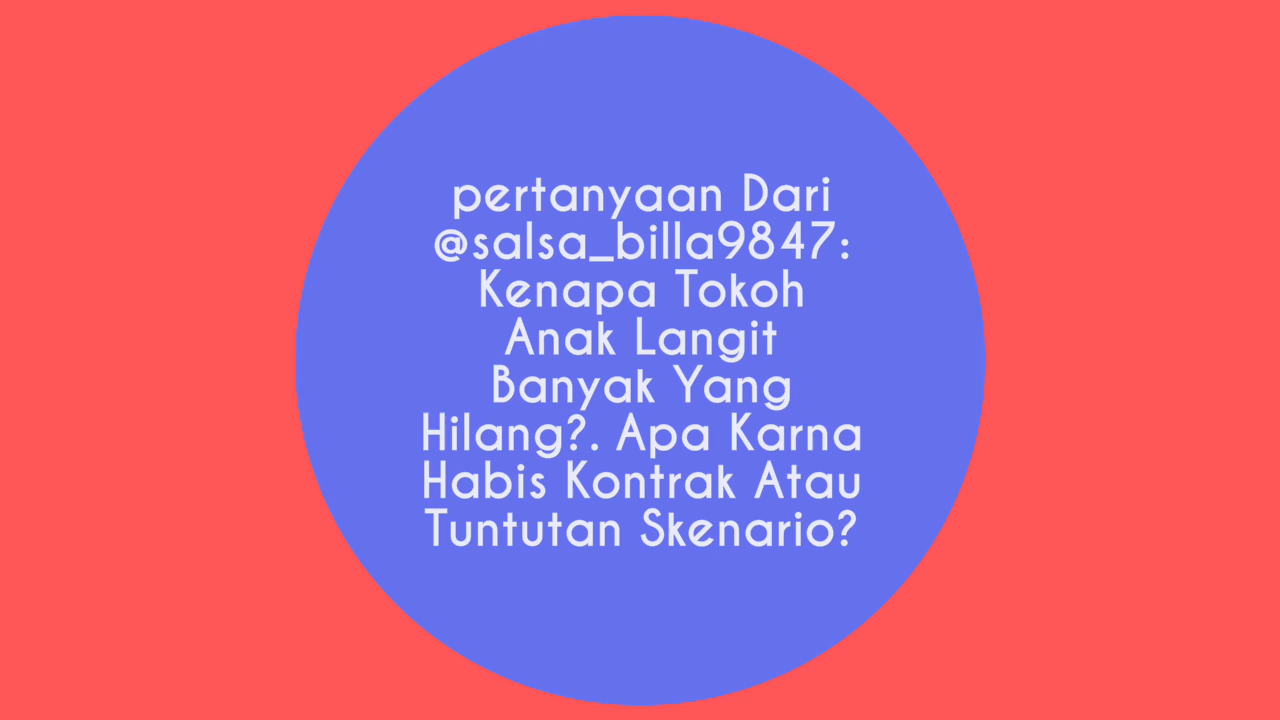 pertanyaan Dari
@salsa_billa9847:
Kenapa Tokoh
Anak Langit
Banyak Yang
Hilang?. Apa Karna
Habis Kontrak Atau
Tuntutan Skenario?